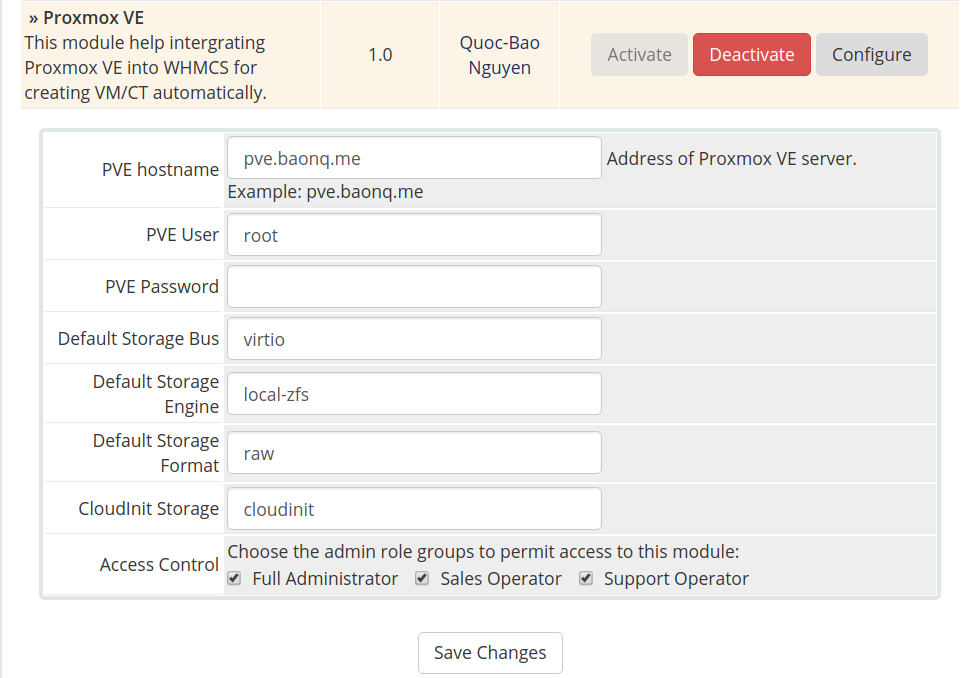 » Proxmox VE
This module help intergrating
Proxmox VE into WHMCS for
creating VM/CT automatically.
1.0
Quoc-Bao
Nguyen
Activate
Deactivate
Configure
PVE hostname
pve.baonq.me
Address of Proxmox VE server.
Example: pve.baonq.me
PVE User
root
PVE Password
Default Storage Bus
virtio
Default Storage
Engine
local-zfs
Default Storage
Format
raw
CloudInit Storage
cloudinit
Access Control
Choose the admin role groups to permit access to this module:
Full Administrator
Sales Operator
Support Operator
Save Changes